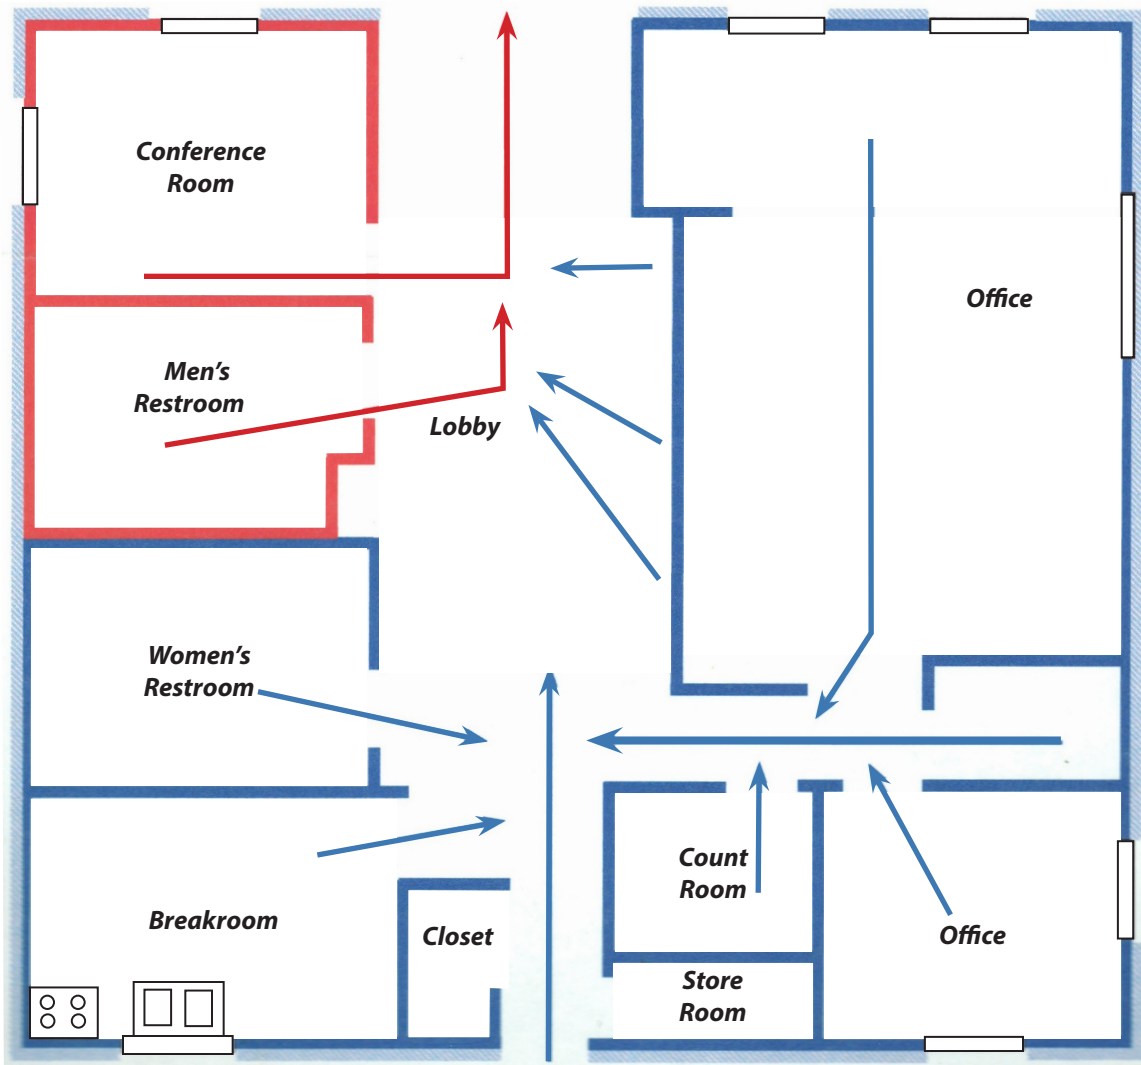 Conference
Room
Office
Men's
Restroom
Lobby
Women's
Restroom
Count
Room
Breakroom
Closet
Office
Store
Room